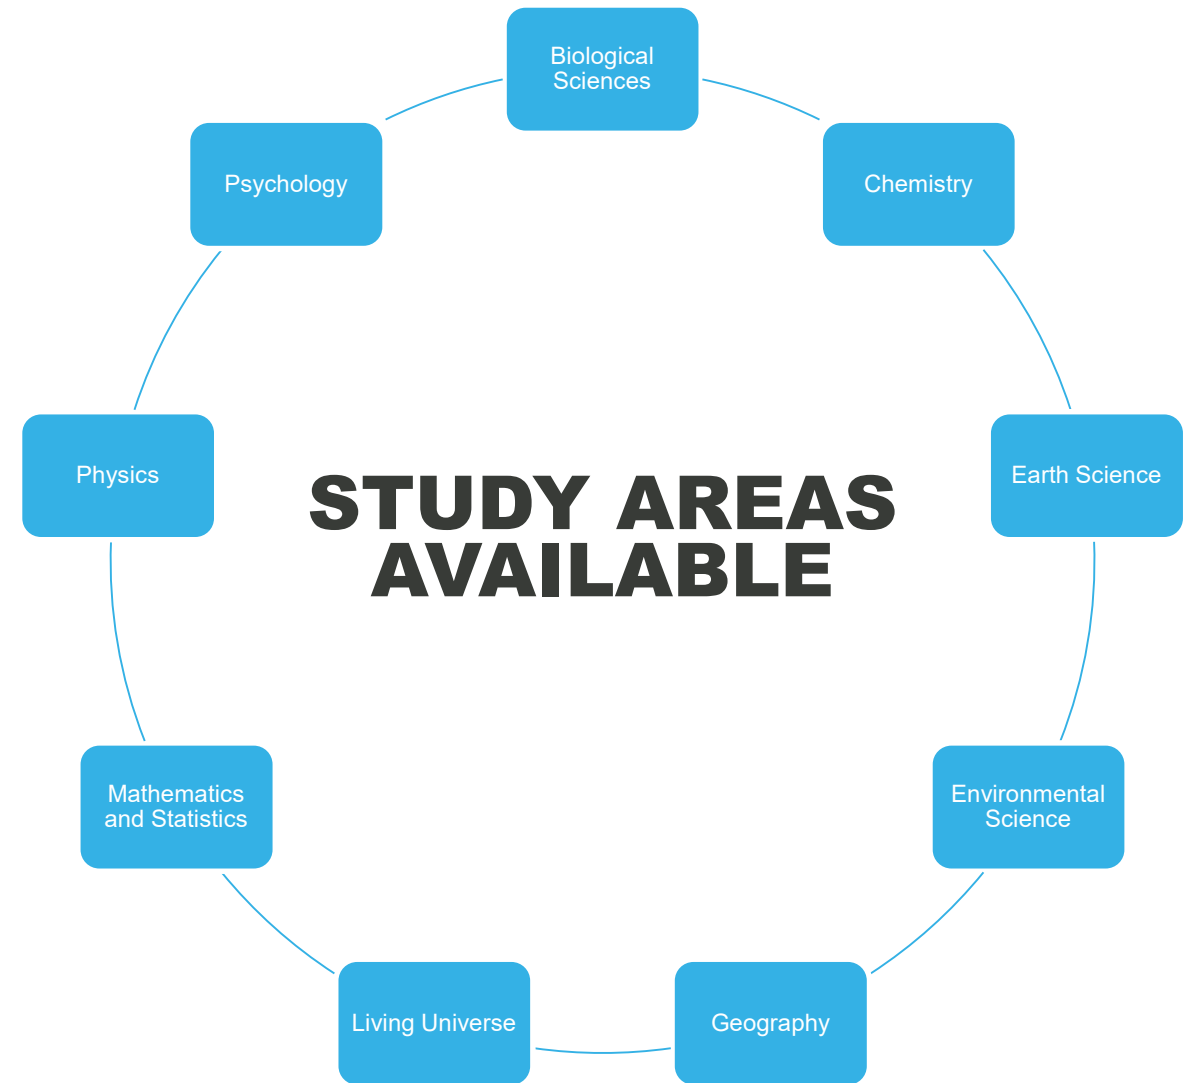 Biological
Sciences
Psychology
Chemistry
Physics
Earth Science
STUDY AREAS
AVAILABLE
Mathematics
and Statistics
Environmental
Science
Living Universe
Geography